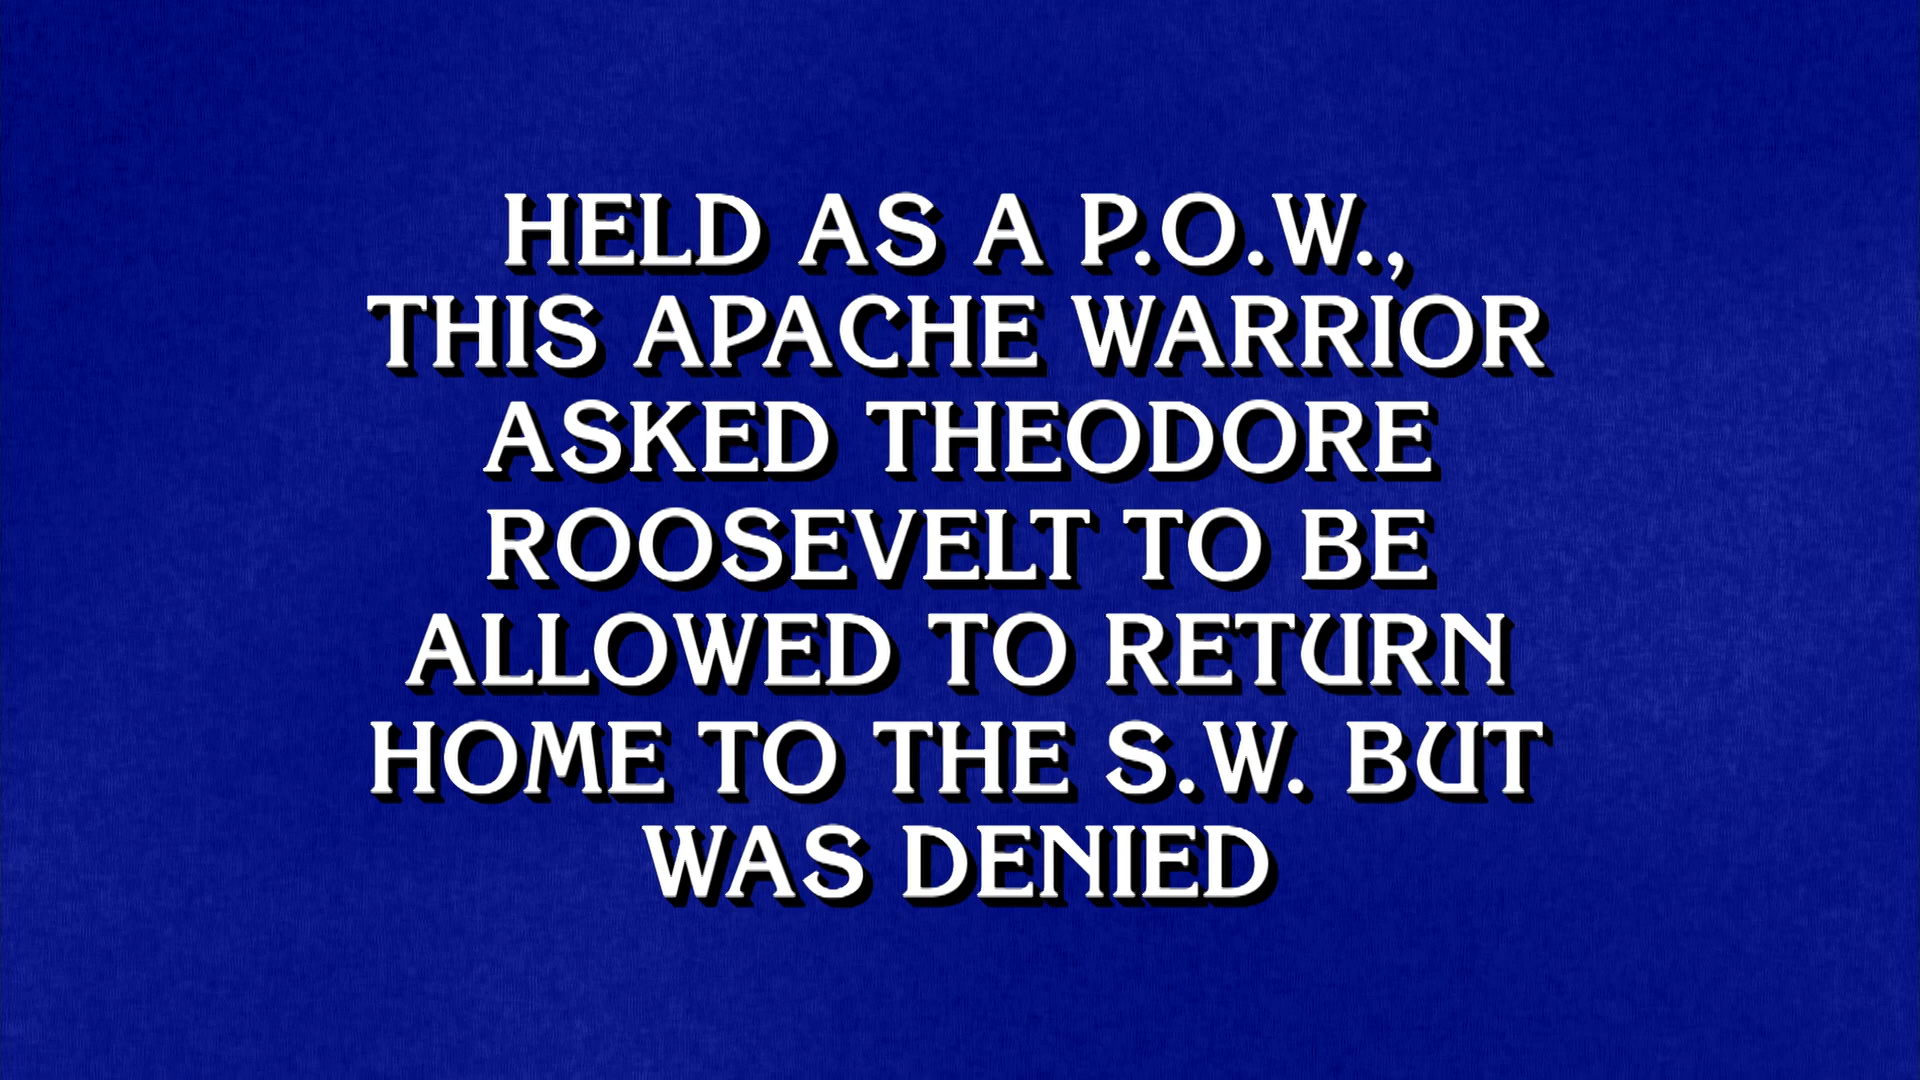 HELD AS A P.O.W.,
THIS APACHE WARRIOR
ASKED THEODORE
ROOSEVELT TO BE
ALLOWED TO RETURN
HOME TO THE S.W. BUT
WAS DENIED